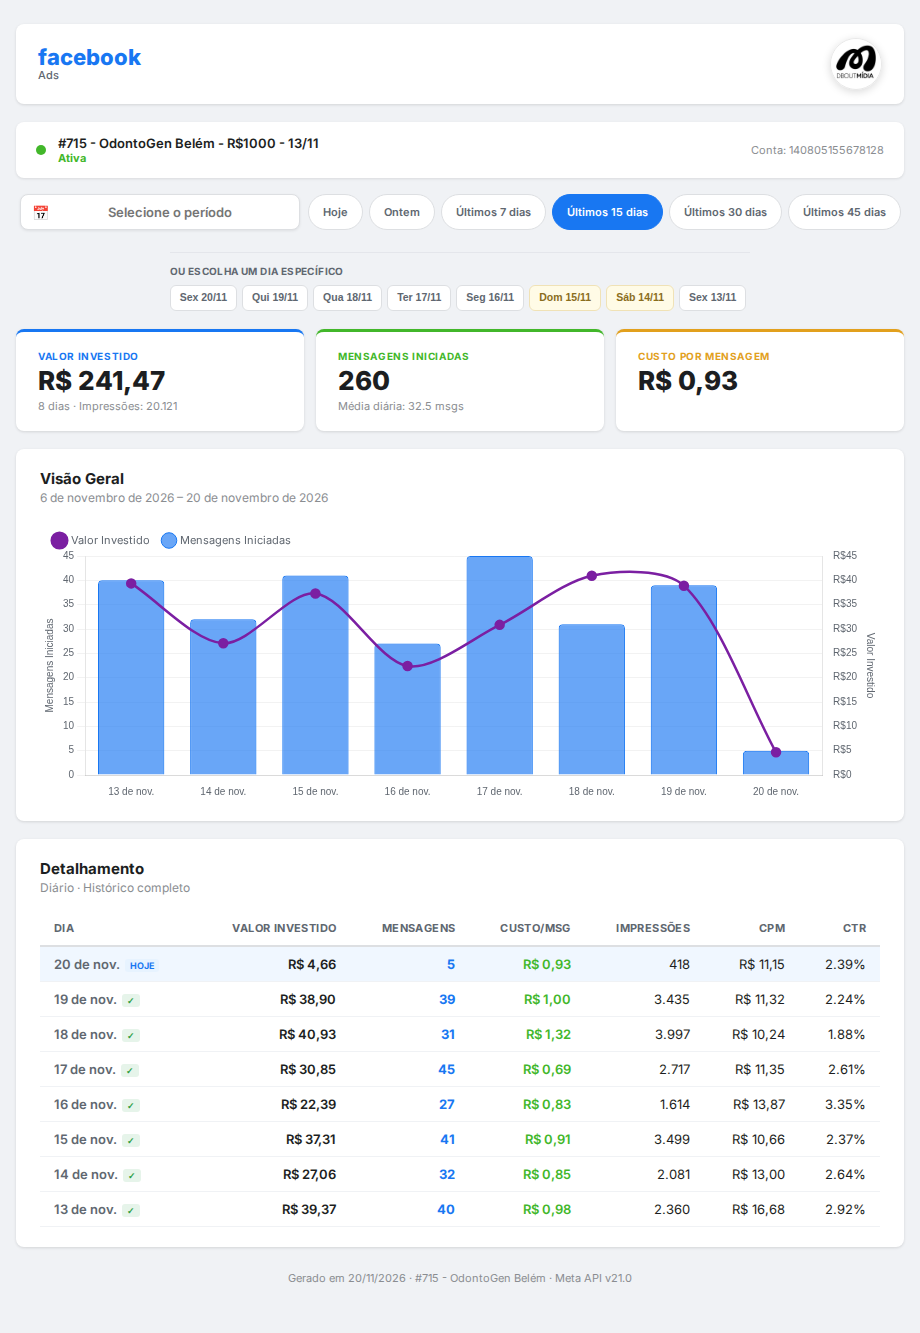 facebook
Ads
DBOUTMÍDIA
#715 - OdontoGen Belém - R$1000 - 13/11
Ativa
Conta: 140805155678128
Selecione o período
Hoje
Ontem
Últimos 7 dias
Últimos 15 dias
Últimos 30 dias
Últimos 45 dias
OU ESCOLHA UM DIA ESPECÍFICO
Sex 20/11
Qui 19/11
Qua 18/11
Ter 17/11
Seg 16/11
Dom 15/11
Sáb 14/11
Sex 13/11
VALOR INVESTIDO
R$ 241,47
8 dias · Impressões: 20.121
MENSAGENS INICIADAS
260
Média diária: 32.5 msgs
CUSTO POR MENSAGEM
R$ 0,93
Visão Geral
6 de novembro de 2026 – 20 de novembro de 2026
Valor Investido
Mensagens Iniciadas
45
40
35
30
25
20
15
10
5
0
Mensagens Iniciadas
R$45
R$40
R$35
R$30
R$25
R$20
R$15
R$10
R$5
R$0
Valor Investido
13 de nov.
14 de nov.
15 de nov.
16 de nov.
17 de nov.
18 de nov.
19 de nov.
20 de nov.
Detalhamento
Diário · Histórico completo
DIA VALOR INVESTIDO MENSAGENS CUSTO/MSG IMPRESSÕES CPM CTR
20 de nov. HOJE R$ 4,66 5 R$ 0,93 418 R$ 11,15 2.39%
19 de nov. ✓ R$ 38,90 39 R$ 1,00 3.435 R$ 11,32 2.24%
18 de nov. ✓ R$ 40,93 31 R$ 1,32 3.997 R$ 10,24 1.88%
17 de nov. ✓ R$ 30,85 45 R$ 0,69 2.717 R$ 11,35 2.61%
16 de nov. ✓ R$ 22,39 27 R$ 0,83 1.614 R$ 13,87 3.35%
15 de nov. ✓ R$ 37,31 41 R$ 0,91 3.499 R$ 10,66 2.37%
14 de nov. ✓ R$ 27,06 32 R$ 0,85 2.081 R$ 13,00 2.64%
13 de nov. ✓ R$ 39,37 40 R$ 0,98 2.360 R$ 16,68 2.92%
Gerado em 20/11/2026 · #715 - OdontoGen Belém · Meta API v21.0